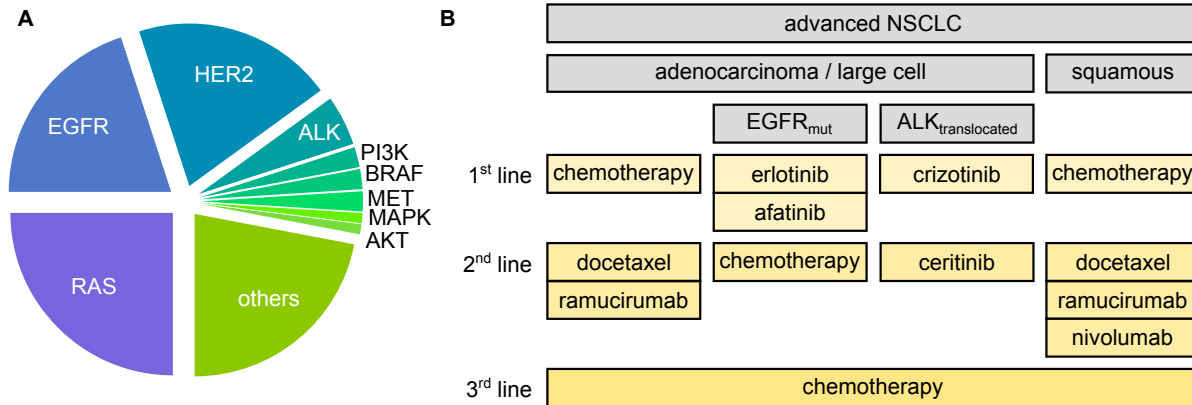 A
HER2
EGFR
ALK
PI3K
BRAF
MET
MAPK
AKT
RAS
others
B
advanced NSCLC
adenocarcinoma / large cell
squamous
EGFRmut
ALKtranslocated
1st line
chemotherapy
erlotinib
crizotinib
chemotherapy
afatinib
2nd line
docetaxel
chemotherapy
ceritinib
docetaxel
ramucirumab
ramucirumab
nivolumab
3rd line
chemotherapy